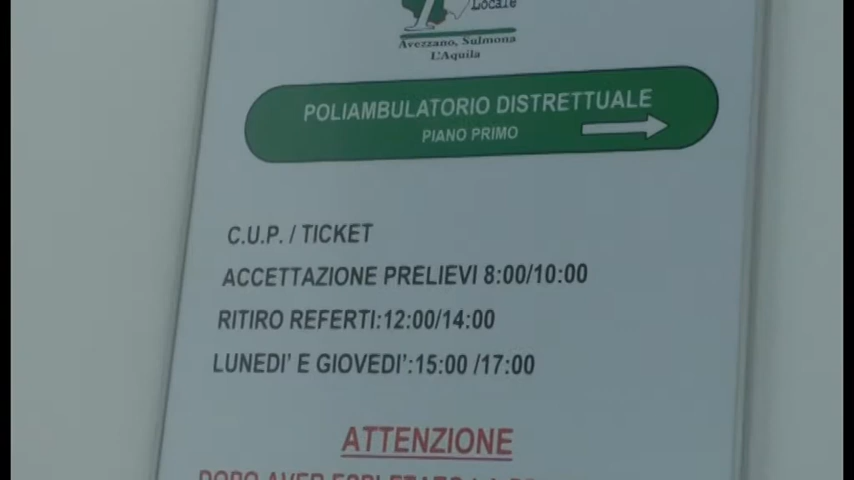 Locale
Avezzano, Sulmona
L'Aquila
POLIAMBULATORIO DISTRETTUALE
PIANO PRIMO
C.U.P. / TICKET
ACCETTAZIONE PRELIEVI 8:00/10:00
RITIRO REFERTI:12:00/14:00
LUNEDI' E GIOVEDI':15:00 /17:00
ATTENZIONE
DOPO AVER ESPLETATO LA